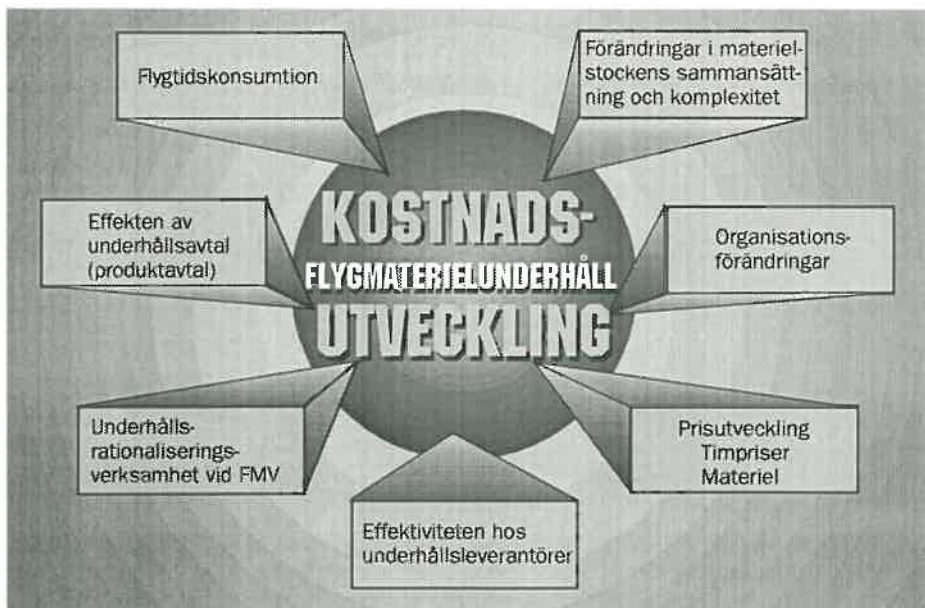 Flygtidskonsumtion
Förändringar i materiel-
stockens sammansätt-
ning och komplexitet
Effekten av
underhållsavtal
(produktavtal)
KOSTNADS-
FLYGMATERIELUNDERHÅLL
UTVECKLING
Organisations-
förändringar
Underhålls-
rationaliserings-
verksamhet vid FMV
Prisutveckling
Timpriser
Materiel
Effektiviteten hos
underhållsleverantörer